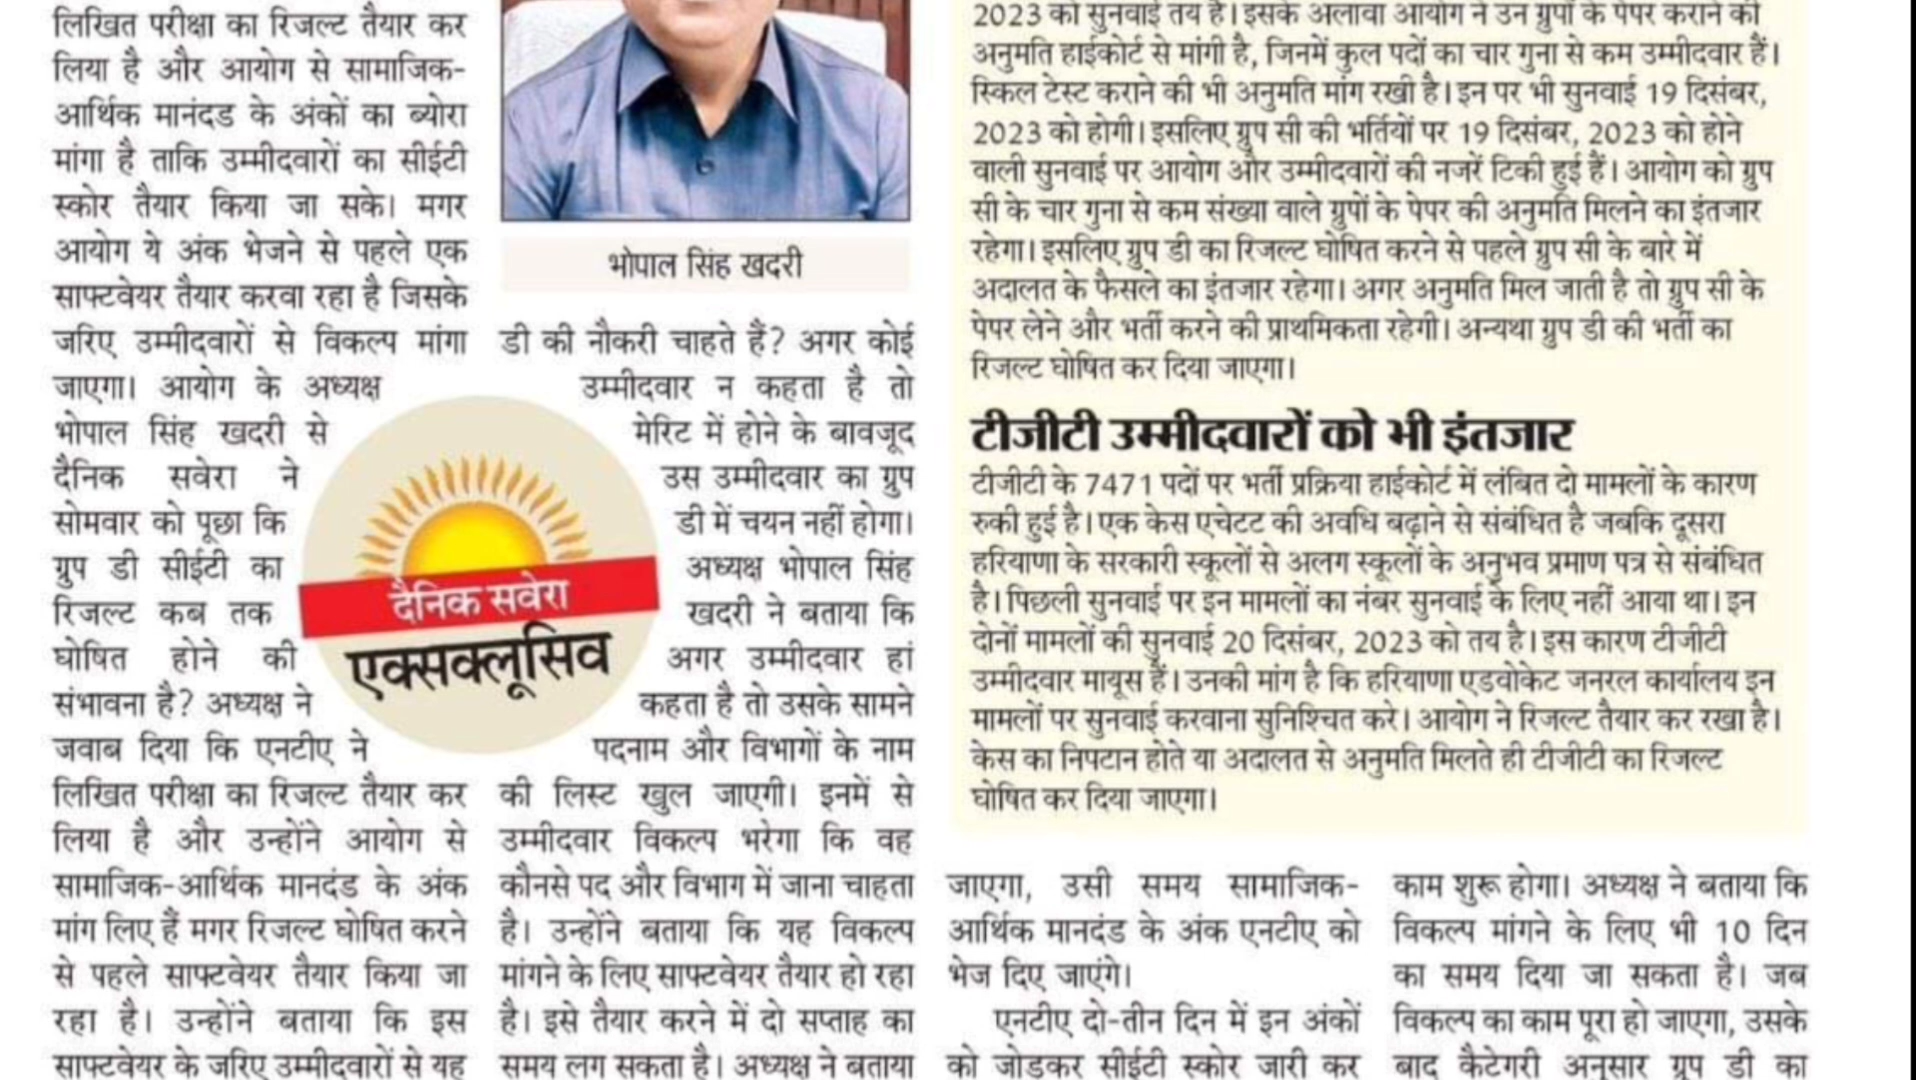 लिखित परीक्षा का रिजल्ट तैयार कर
लिया है और आयोग से सामाजिक-
आर्थिक मानंदड के अंकों का ब्योरा
मांगा है ताकि उम्मीदवारों का सीईटी
स्कोर तैयार किया जा सके। मगर
आयोग ये अंक भेजने से पहले एक
साफ्टवेयर तैयार करवा रहा है जिसके
जरिए उम्मीदवारों से विकल्प मांगा
जाएगा। आयोग के अध्यक्ष
भोपाल सिंह खदरी से
दैनिक सवेरा ने
सोमवार को पूछा कि
ग्रुप डी सीईटी का
रिजल्ट कब तक
घोषित होने की
संभावना है? अध्यक्ष ने
जवाब दिया कि एनटीए ने
लिखित परीक्षा का रिजल्ट तैयार कर
लिया है और उन्होंने आयोग से
सामाजिक-आर्थिक मानदंड के अंक
मांग लिए हैं मगर रिजल्ट घोषित करने
से पहले साफ्टवेयर तैयार किया जा
रहा है। उन्होंने बताया कि इस
साफ्टवेयर के जरिए उम्मीदवारों से यह
भोपाल सिंह खदरी
दैनिक सवेरा
एक्सक्लूसिव
डी की नौकरी चाहते हैं? अगर कोई
उम्मीदवार न कहता है तो
मेरिट में होने के बावजूद
उस उम्मीदवार का ग्रुप
डी में चयन नहीं होगा।
अध्यक्ष भोपाल सिंह
खदरी ने बताया कि
अगर उम्मीदवार हां
कहता है तो उसके सामने
पदनाम और विभागों के नाम
की लिस्ट खुल जाएगी। इनमें से
उम्मीदवार विकल्प भरेगा कि वह
कौनसे पद और विभाग में जाना चाहता
है। उन्होंने बताया कि यह विकल्प
मांगने के लिए साफ्टवेयर तैयार हो रहा
है। इसे तैयार करने में दो सप्ताह का
समय लग सकता है। अध्यक्ष ने बताया
2023 को सुनवाई तय है। इसके अलावा आयोग ने उन ग्रुपों के पेपर कराने की
अनुमति हाईकोर्ट से मांगी है, जिनमें कुल पदों का चार गुना से कम उम्मीदवार हैं।
स्किल टेस्ट कराने की भी अनुमति मांग रखी है। इन पर भी सुनवाई 19 दिसंबर,
2023 को होगी। इसलिए ग्रुप सी की भर्तियों पर 19 दिसंबर, 2023 को होने
वाली सुनवाई पर आयोग और उम्मीदवारों की नजरें टिकी हुई हैं। आयोग को ग्रुप
सी के चार गुना से कम संख्या वाले ग्रुपों के पेपर की अनुमति मिलने का इंतजार
रहेगा। इसलिए ग्रुप डी का रिजल्ट घोषित करने से पहले ग्रुप सी के बारे में
अदालत के फैसले का इंतजार रहेगा। अगर अनुमति मिल जाती है तो ग्रुप सी के
पेपर लेने और भर्ती करने की प्राथमिकता रहेगी। अन्यथा ग्रुप डी की भर्ती का
रिजल्ट घोषित कर दिया जाएगा।
टीजीटी उम्मीदवारों को भी इंतजार
टीजीटी के 7471 पदों पर भर्ती प्रक्रिया हाईकोर्ट में लंबित दो मामलों के कारण
रुकी हुई है। एक केस एचेटट की अवधि बढ़ाने से संबंधित है जबकि दूसरा
हरियाणा के सरकारी स्कूलों से अलग स्कूलों के अनुभव प्रमाण पत्र से संबंधित
है। पिछली सुनवाई पर इन मामलों का नंबर सुनवाई के लिए नहीं आया था। इन
दोनों मामलों की सुनवाई 20 दिसंबर, 2023 को तय है। इस कारण टीजीटी
उम्मीदवार मायूस हैं। उनकी मांग है कि हरियाणा एडवोकेट जनरल कार्यालय इन
मामलों पर सुनवाई करवाना सुनिश्चित करे। आयोग ने रिजल्ट तैयार कर रखा है।
केस का निपटान होते या अदालत से अनुमति मिलते ही टीजीटी का रिजल्ट
घोषित कर दिया जाएगा।
जाएगा, उसी समय सामाजिक-
आर्थिक मानदंड के अंक एनटीए को
भेज दिए जाएंगे।
एनटीए दो-तीन दिन में इन अंकों
को जोड़कर सीईटी स्कोर जारी कर
काम शुरू होगा। अध्यक्ष ने बताया कि
विकल्प मांगने के लिए भी 10 दिन
का समय दिया जा सकता है। जब
विकल्प का काम पूरा हो जाएगा, उसके
बाद कैटेगरी अनुसार ग्रुप डी का